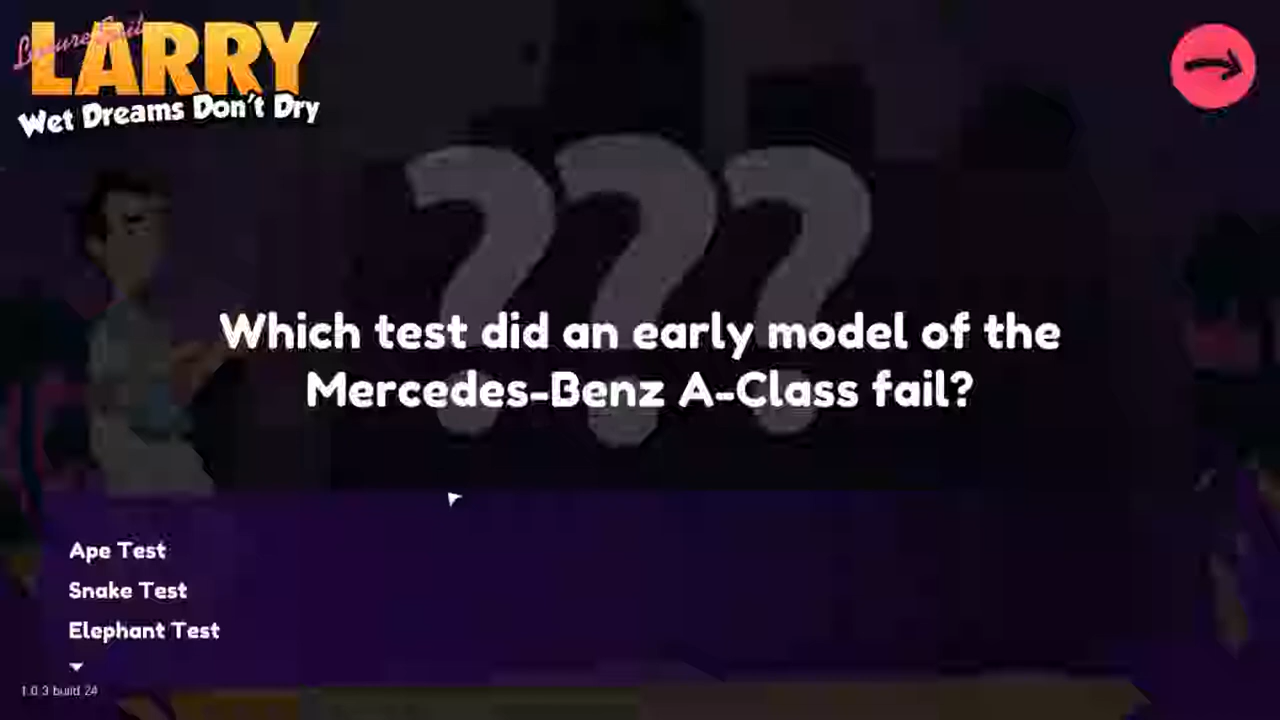 Leisure Suit
LARRY
Wet Dreams Don't Dry
???
Which test did an early model of the
Mercedes-Benz A-Class fail?
Ape Test
Snake Test
Elephant Test
1.0.3 build 24